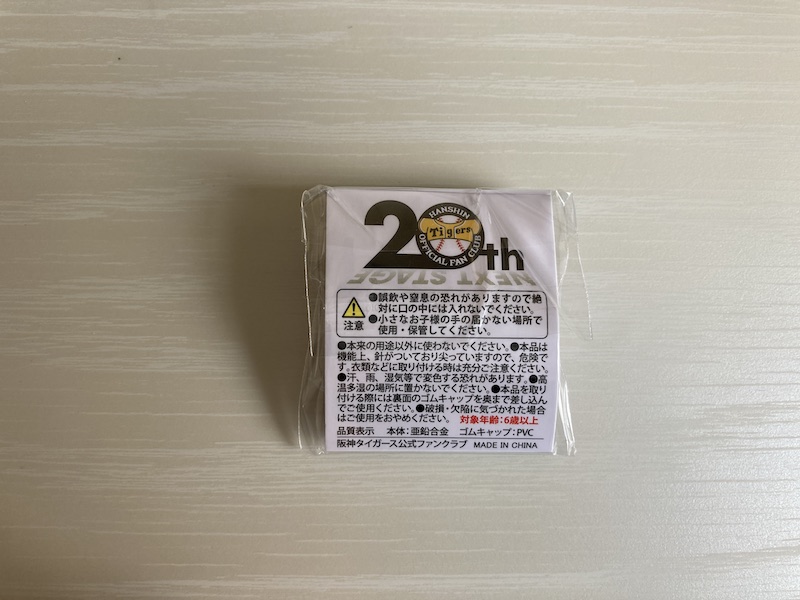 20th
HANSHIN
Tigers
OFFICIAL FAN CLUB
NEXT STAGE
注意
●誤飲や窒息の恐れがありますので絶
対に口の中には入れないでください。
●小さなお子様の手の届かない場所で
使用・保管してください。
●本来の用途以外に使わないでください。●本品は
機能上、針がついており尖っていますので、危険で
す。衣類などに取り付ける時は充分ご注意ください。
●汗、雨、湿気等で変色する恐れがあります。●高
温多湿の場所に置かないでください。●本品を取り
付ける際には裏面のゴムキャップを奥まで差し込ん
でご使用ください。●破損・欠陥に気づかれた場合
はご使用をおやめください。 対象年齢:6歳以上
品質表示 本体:亜鉛合金 ゴムキャップ:PVC
阪神タイガース公式ファンクラブ MADE IN CHINA